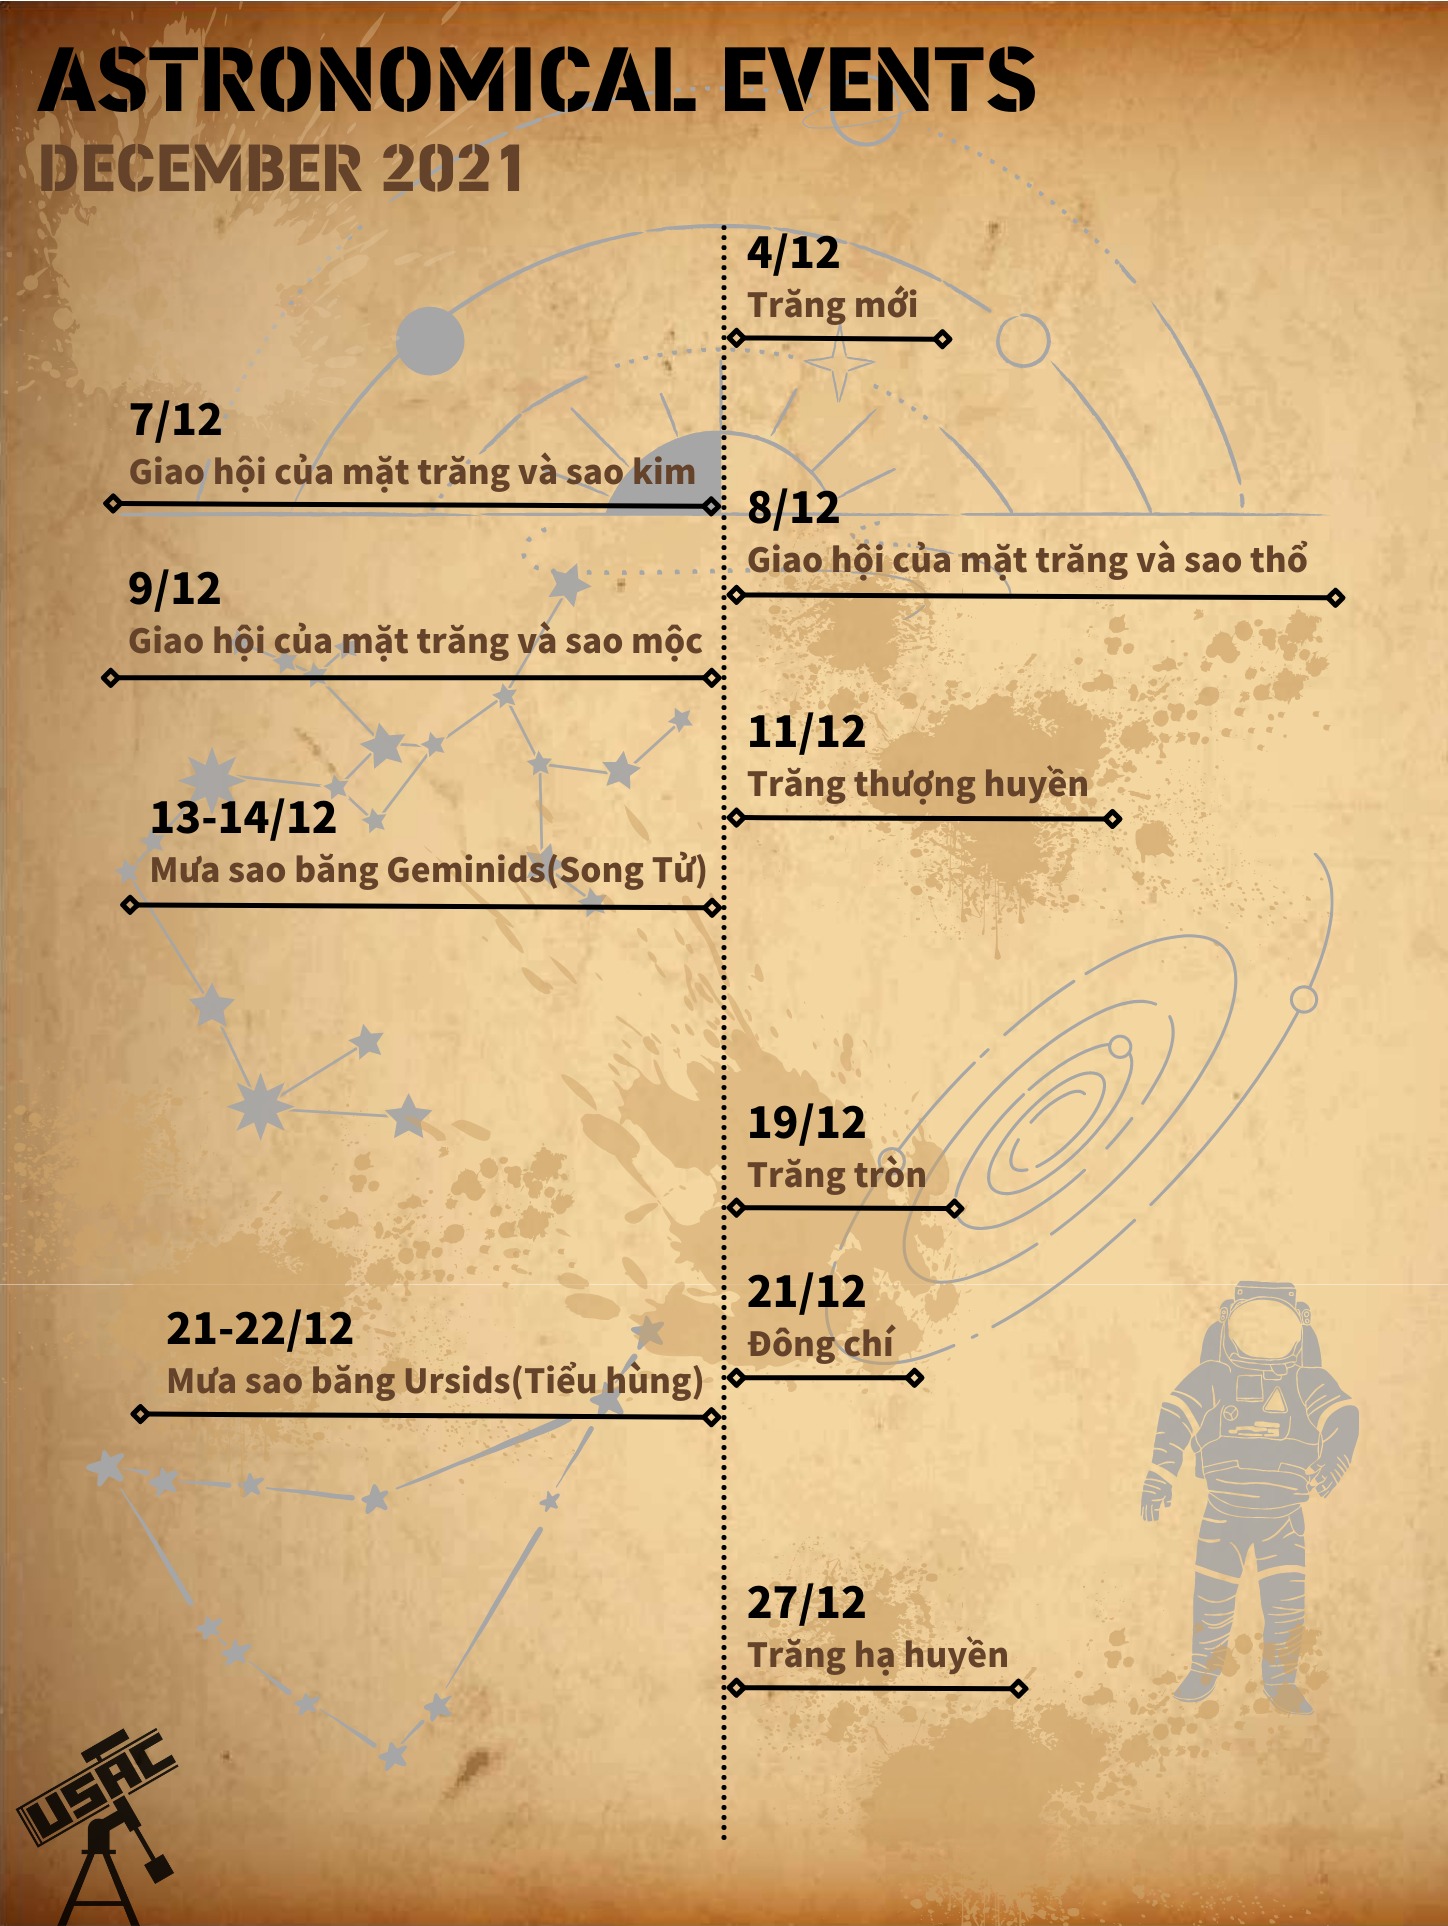 ASTRONOMICAL EVENTS
DECEMBER 2021
4/12
Trăng mới
7/12
Giao hội của mặt trăng và sao kim
8/12
Giao hội của mặt trăng và sao thổ
9/12
Giao hội của mặt trăng và sao mộc
11/12
Trăng thượng huyền
13-14/12
Mưa sao băng Geminids(Song Tử)
19/12
Trăng tròn
21/12
Đông chí
21-22/12
Mưa sao băng Ursids(Tiểu hùng)
27/12
Trăng hạ huyền
USAC